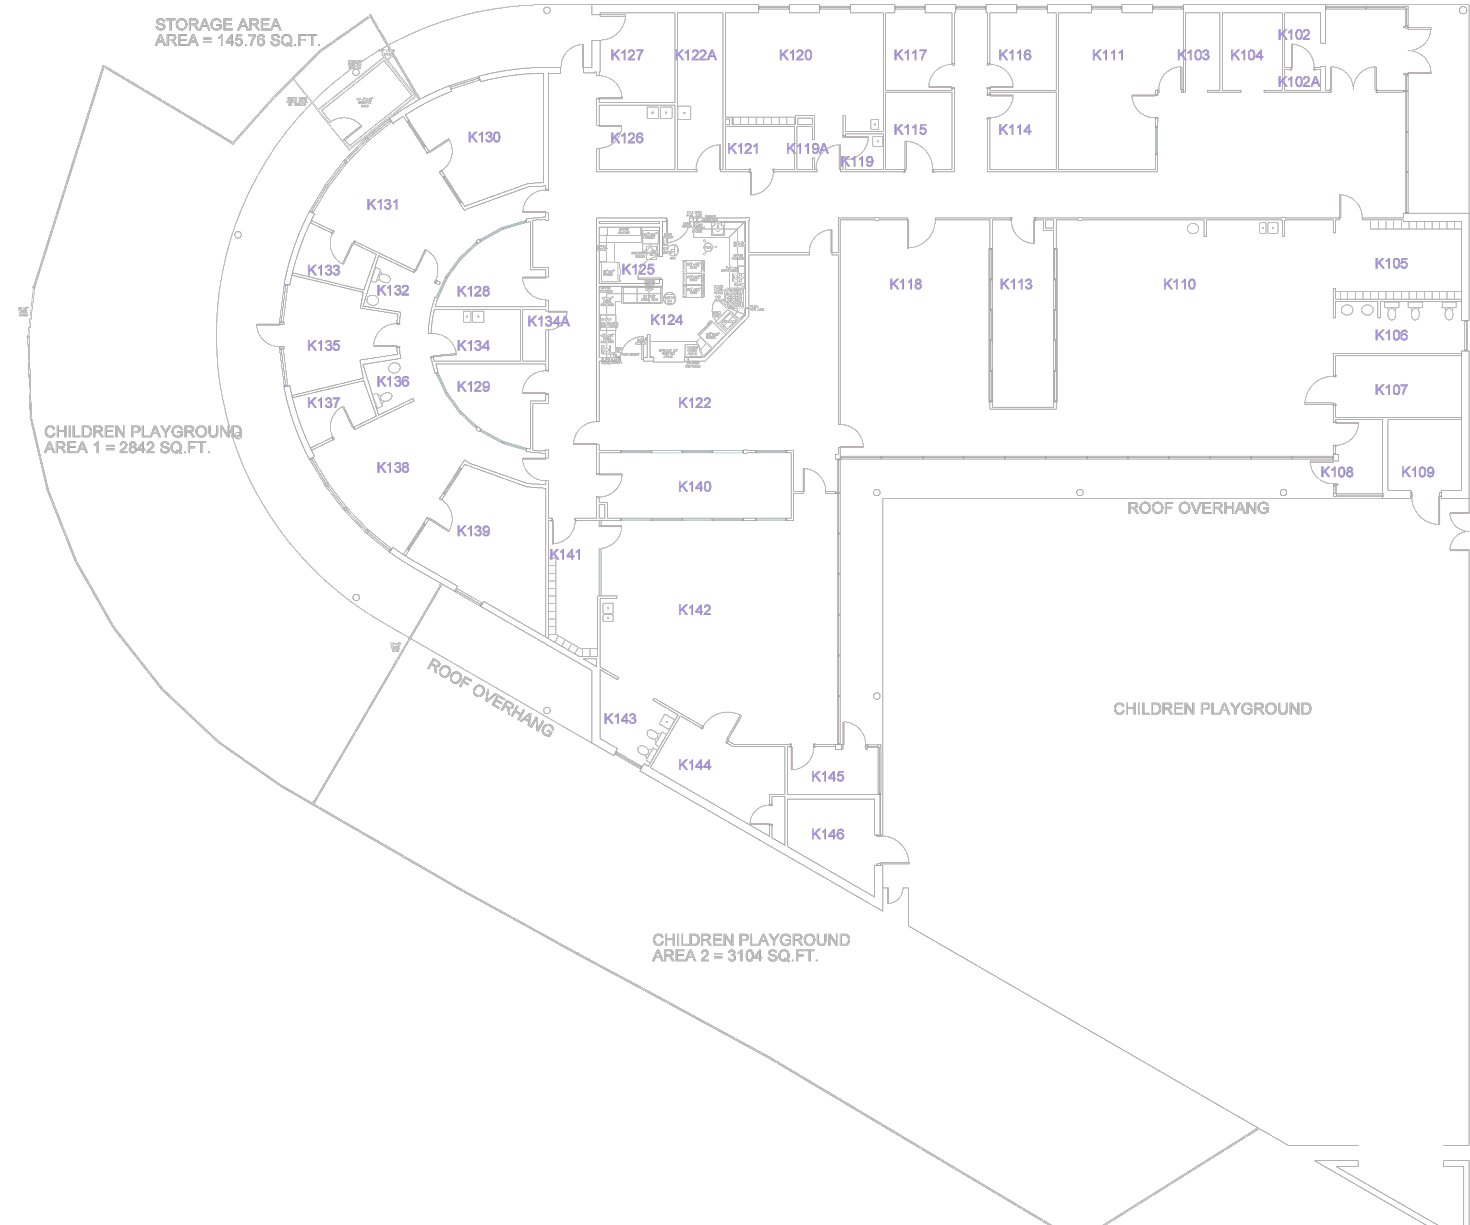 STORAGE AREA
AREA = 145.76 SQ.FT.
K127
K122A
K120
K117
K116
K111
K103
K104
K102
K102A
K130
K126
K121
K119A
K119
K115
K114
K131
K133
K132
K128
K125
K124
K118
K113
K110
K105
K134A
K135
K134
K106
K136
K129
K137
K122
K107
CHILDREN PLAYGROUND
AREA 1 = 2842 SQ.FT.
K138
K140
K108
K109
ROOF OVERHANG
K139
K141
K142
ROOF OVERHANG
K143
CHILDREN PLAYGROUND
K144
K145
K146
CHILDREN PLAYGROUND
AREA 2 = 3104 SQ.FT.